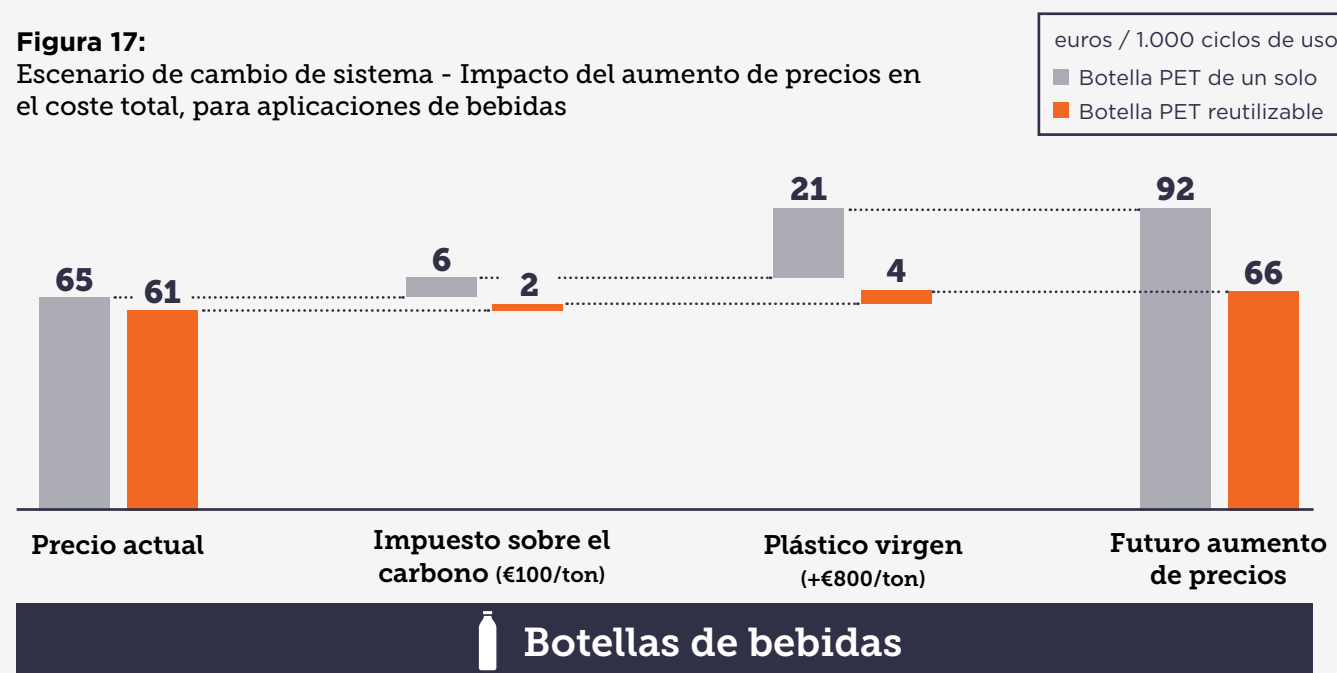 Figura 17:
Escenario de cambio de sistema - Impacto del aumento de precios en
el coste total, para aplicaciones de bebidas
euros / 1.000 ciclos de uso
Botella PET de un solo
Botella PET reutilizable
65
61
6
2
21
4
92
66
Precio actual
Impuesto sobre el
carbono (€100/ton)
Plástico virgen
(+€800/ton)
Futuro aumento
de precios
Botellas de bebidas